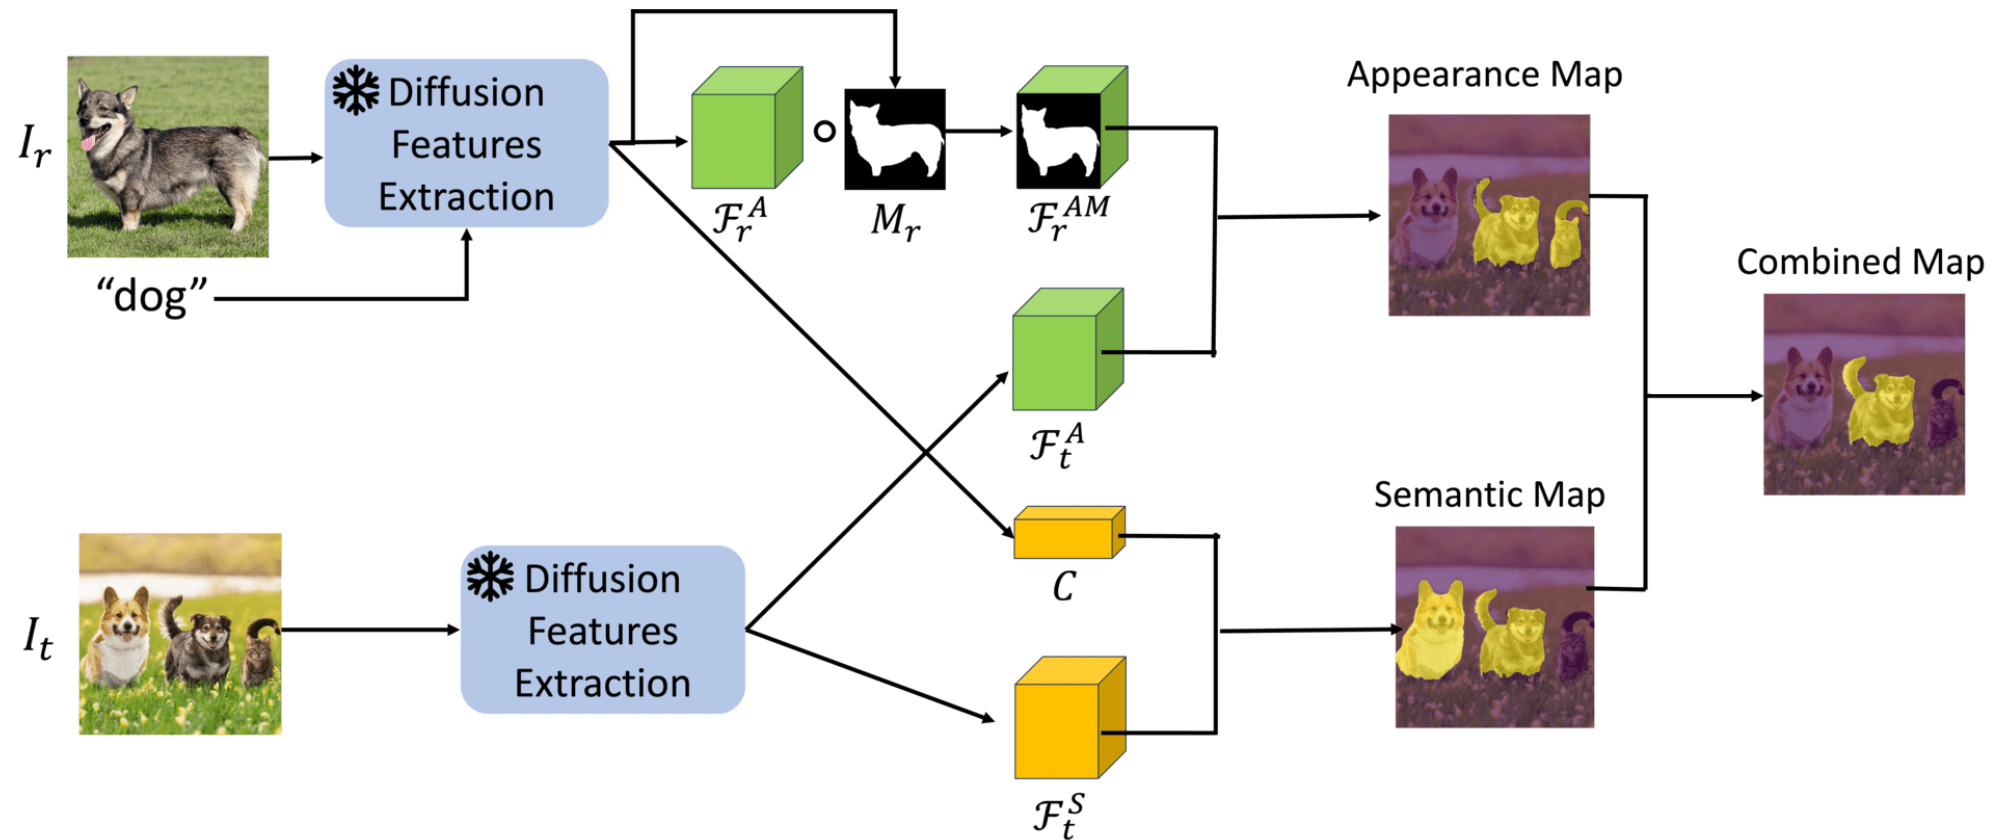 I_r
Diffusion
Features
Extraction
“dog”
ℱ_r^A
M_r
ℱ_r^{AM}
Appearance Map
Combined Map
ℱ_t^A
Semantic Map
C
I_t
Diffusion
Features
Extraction
ℱ_t^S